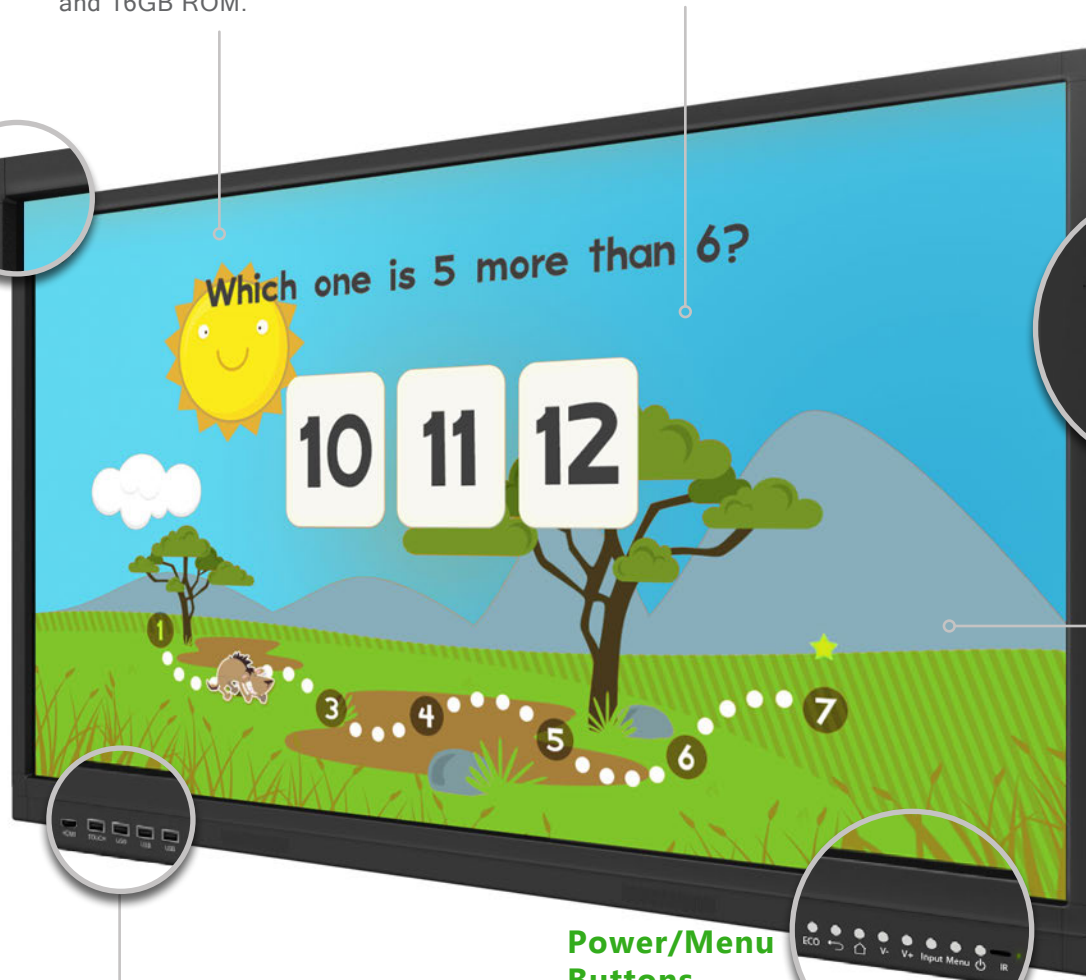 and 16GB ROM.
Which one is 5 more than 6?
10 11 12
1
3
4
5
6
7
HDMI TOUCH USB USB USB
Power/Menu
Buttons
ECO V- V+ Input Menu IR